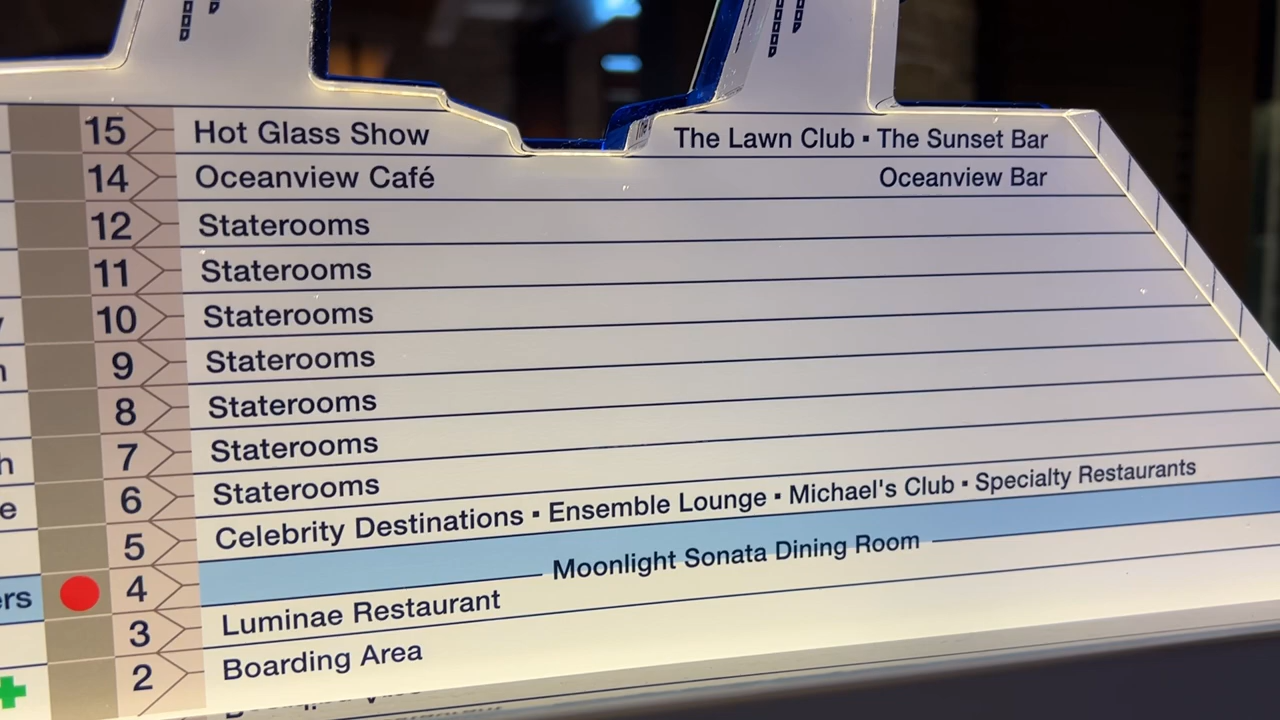 15 Hot Glass Show The Lawn Club ▪ The Sunset Bar
14 Oceanview Café Oceanview Bar
12 Staterooms
11 Staterooms
10 Staterooms
9 Staterooms
8 Staterooms
7 Staterooms
6 Staterooms
5 Celebrity Destinations ▪ Ensemble Lounge ▪ Michael's Club ▪ Specialty Restaurants
4 Moonlight Sonata Dining Room
3 Luminae Restaurant
2 Boarding Area